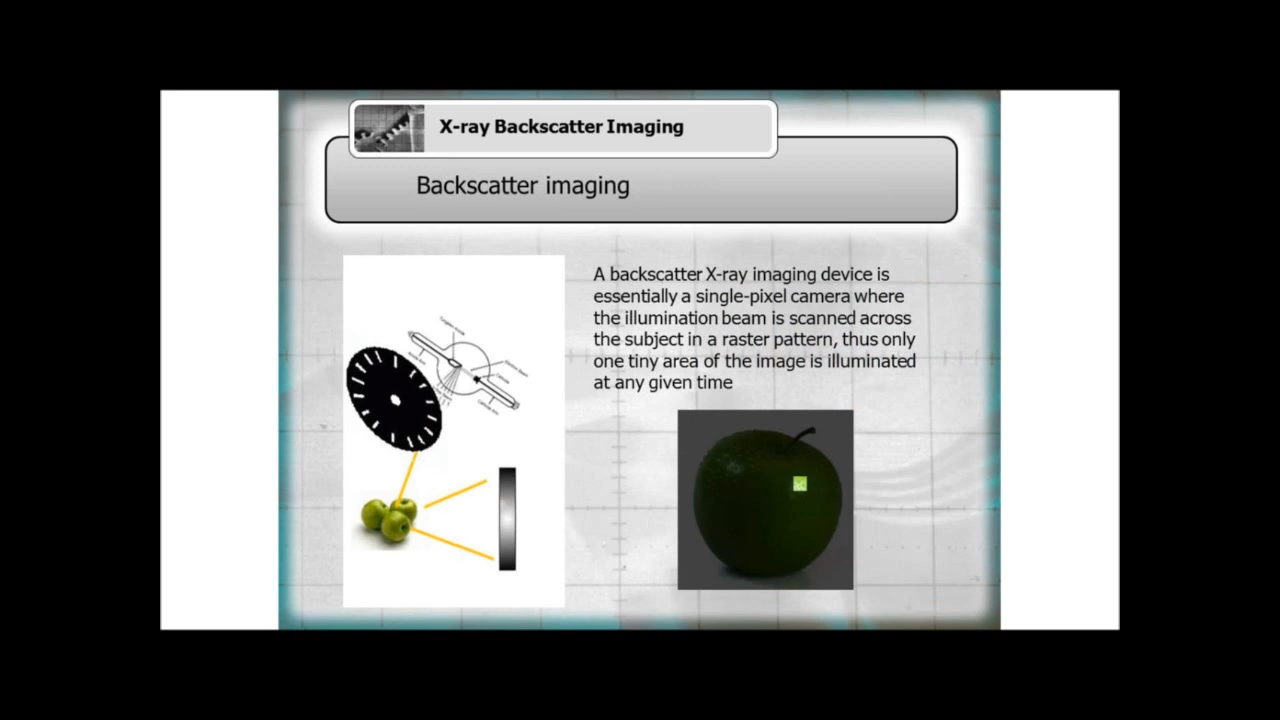 X-ray Backscatter Imaging
Backscatter imaging
A backscatter X-ray imaging device is
essentially a single-pixel camera where
the illumination beam is scanned across
the subject in a raster pattern, thus only
one tiny area of the image is illuminated
at any given time